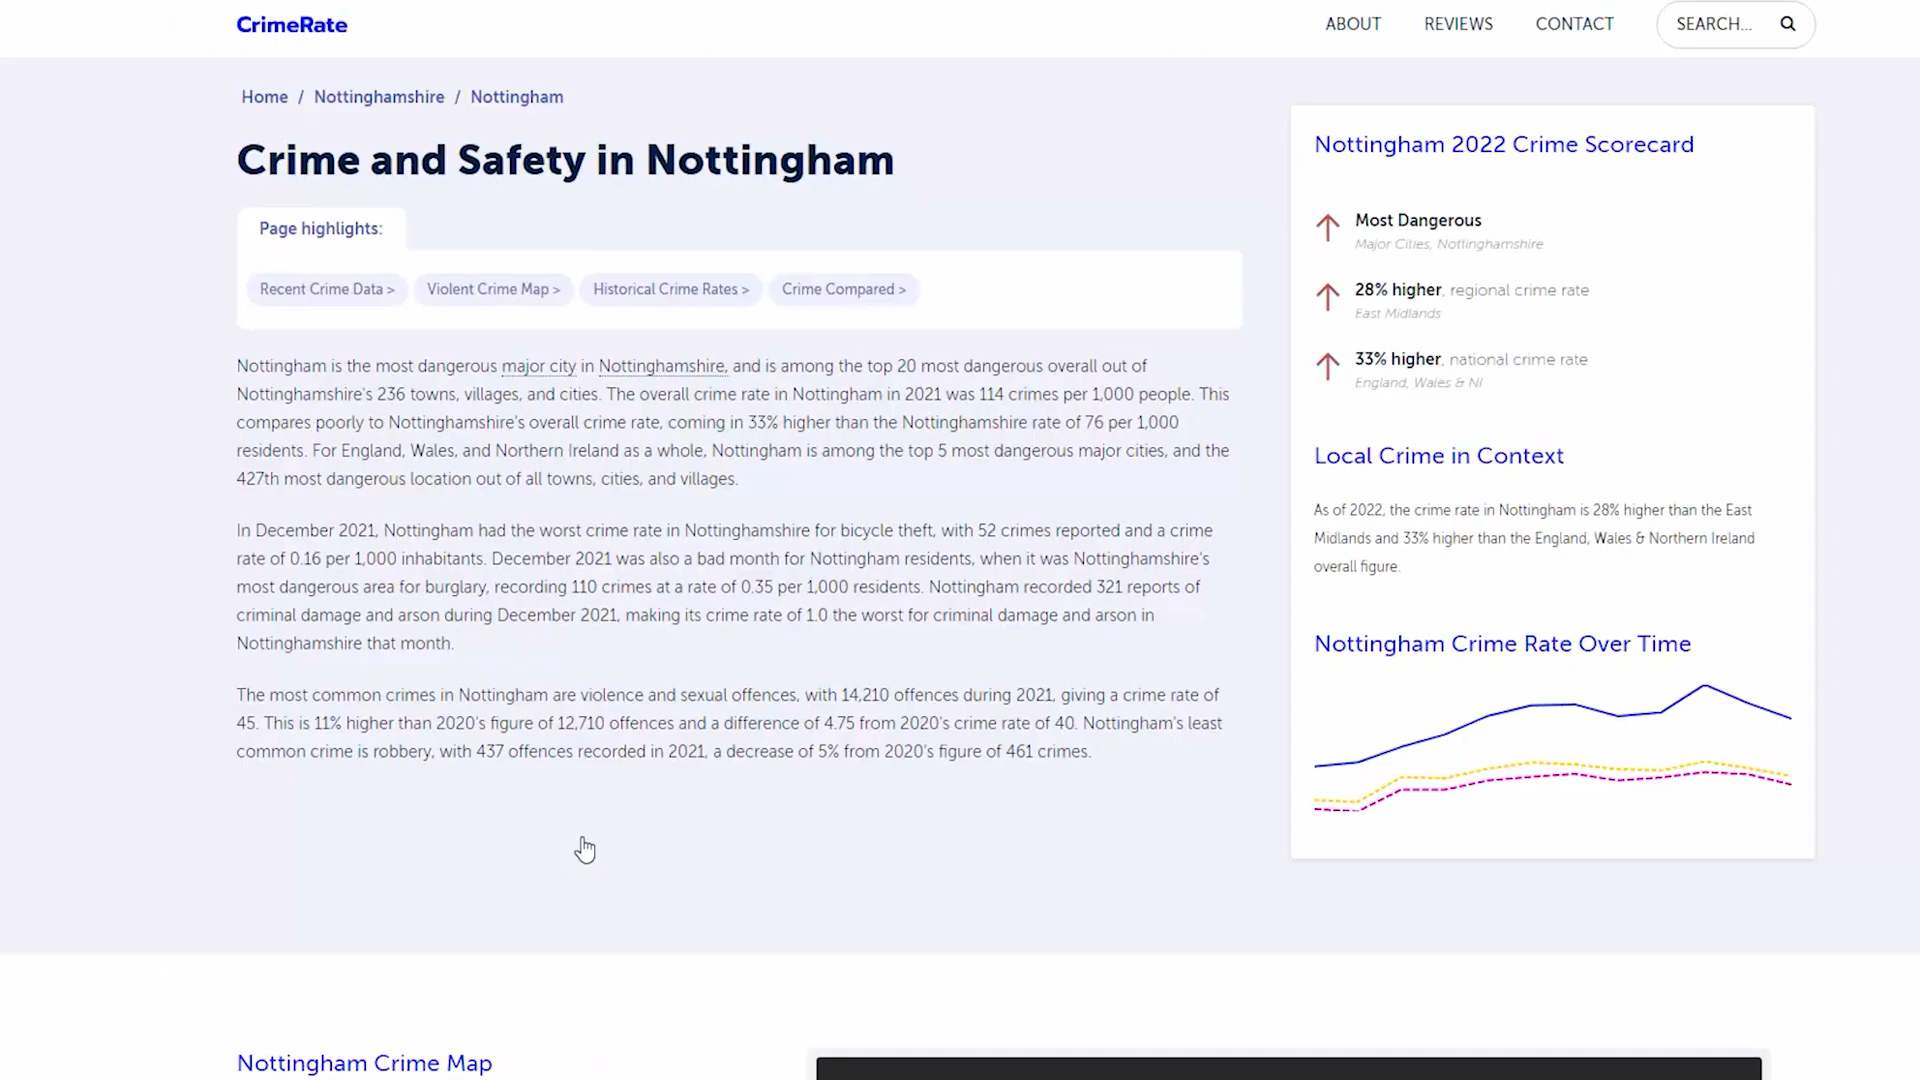 CrimeRate
ABOUT
REVIEWS
CONTACT
SEARCH...
Home / Nottinghamshire / Nottingham
Crime and Safety in Nottingham
Page highlights:
Recent Crime Data >
Violent Crime Map >
Historical Crime Rates >
Crime Compared >
Nottingham is the most dangerous major city in Nottinghamshire, and is among the top 20 most dangerous overall out of
Nottinghamshire's 236 towns, villages, and cities. The overall crime rate in Nottingham in 2021 was 114 crimes per 1,000 people. This
compares poorly to Nottinghamshire's overall crime rate, coming in 33% higher than the Nottinghamshire rate of 76 per 1,000
residents. For England, Wales, and Northern Ireland as a whole, Nottingham is among the top 5 most dangerous major cities, and the
427th most dangerous location out of all towns, cities, and villages.
In December 2021, Nottingham had the worst crime rate in Nottinghamshire for bicycle theft, with 52 crimes reported and a crime
rate of 0.16 per 1,000 inhabitants. December 2021 was also a bad month for Nottingham residents, when it was Nottinghamshire's
most dangerous area for burglary, recording 110 crimes at a rate of 0.35 per 1,000 residents. Nottingham recorded 321 reports of
criminal damage and arson during December 2021, making its crime rate of 1.0 the worst for criminal damage and arson in
Nottinghamshire that month.
The most common crimes in Nottingham are violence and sexual offences, with 14,210 offences during 2021, giving a crime rate of
45. This is 11% higher than 2020's figure of 12,710 offences and a difference of 4.75 from 2020's crime rate of 40. Nottingham's least
common crime is robbery, with 437 offences recorded in 2021, a decrease of 5% from 2020's figure of 461 crimes.
Nottingham 2022 Crime Scorecard
Most Dangerous
Major Cities, Nottinghamshire
28% higher, regional crime rate
East Midlands
33% higher, national crime rate
England, Wales & NI
Local Crime in Context
As of 2022, the crime rate in Nottingham is 28% higher than the East
Midlands and 33% higher than the England, Wales & Northern Ireland
overall figure.
Nottingham Crime Rate Over Time
Nottingham Crime Map